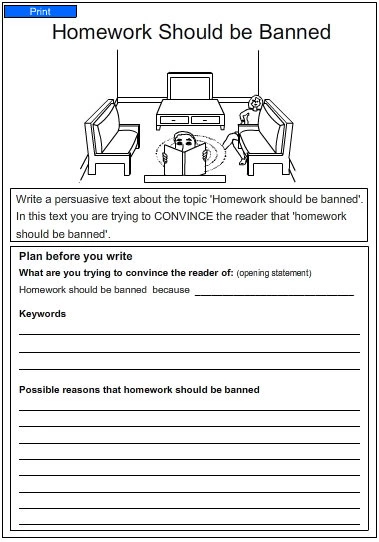 Print
Homework Should be Banned
Write a persuasive text about the topic 'Homework should be banned'.
In this text you are trying to CONVINCE the reader that 'homework
should be banned'.
Plan before you write
What are you trying to convince the reader of: (opening statement)
Homework should be banned because ____________________________
Keywords
Possible reasons that homework should be banned